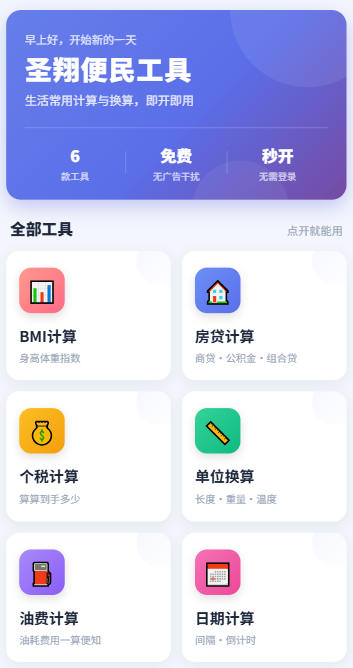 早上好，开始新的一天
圣翔便民工具
生活常用计算与换算，即开即用
6 免费 秒开
款工具 无广告干扰 无需登录
全部工具 点开就能用
BMI计算
身高体重指数
房贷计算
商贷・公积金・组合贷
个税计算
算算到手多少
单位换算
长度・重量・温度
油费计算
油耗费用一算便知
日期计算
间隔・倒计时